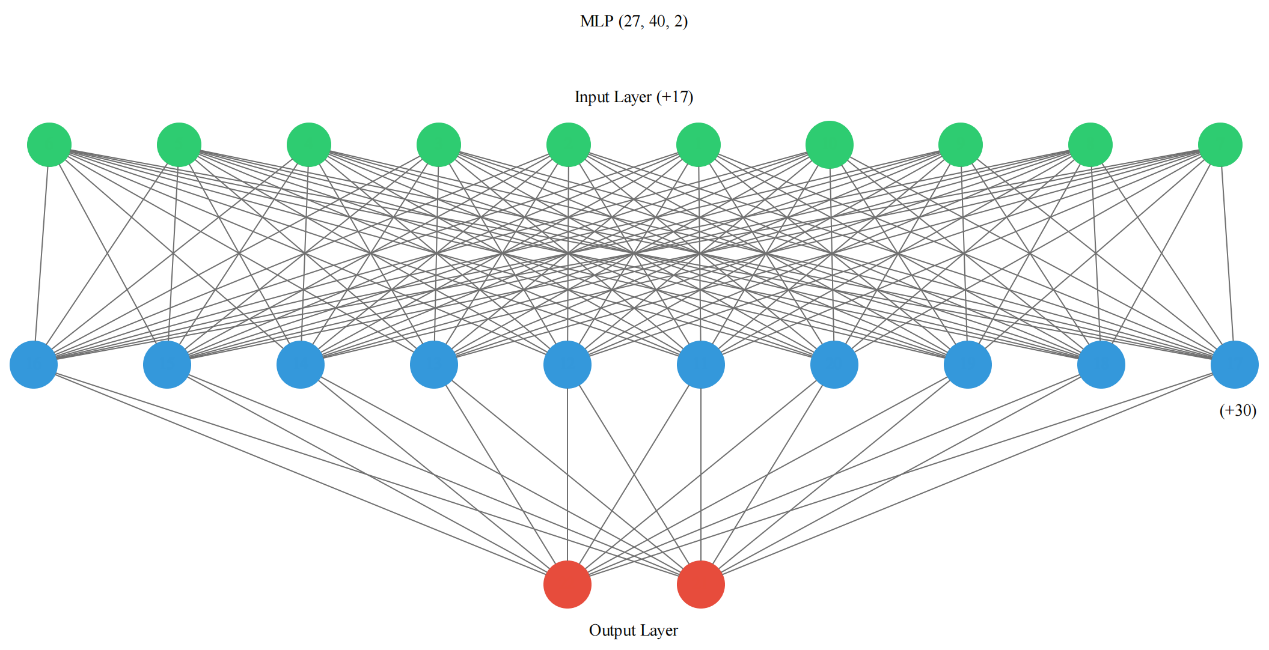 MLP (27, 40, 2)
Input Layer (+17)
(+30)
Output Layer